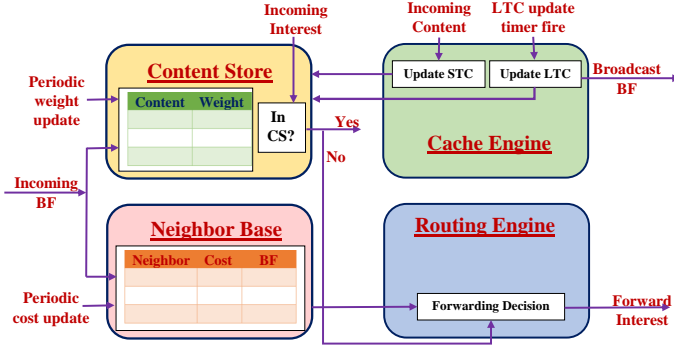 Incoming
Interest
Incoming
Content
LTC update
timer fire
Content Store
Periodic
weight
update
Content Weight
In
CS?
Yes
No
Update STC
Update LTC
Broadcast
BF
Cache Engine
Incoming
BF
Neighbor Base
Neighbor Cost BF
Periodic
cost update
Routing Engine
Forwarding Decision
Forward
Interest